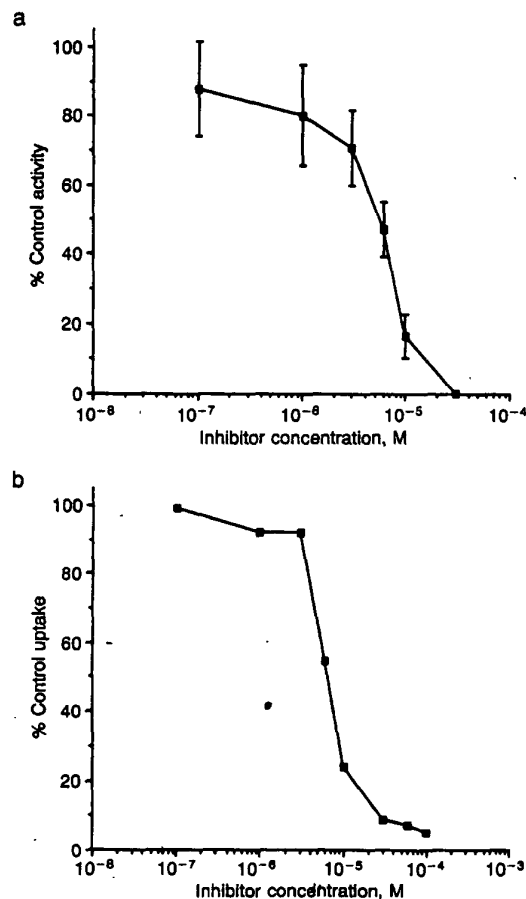 a
100
80
60
40
20
0
% Control activity
10⁻⁸ 10⁻⁷ 10⁻⁶ 10⁻⁵ 10⁻⁴
Inhibitor concentration, M
b
100
80
60
40
20
0
% Control uptake
10⁻⁸ 10⁻⁷ 10⁻⁶ 10⁻⁵ 10⁻⁴ 10⁻³
Inhibitor concentration, M